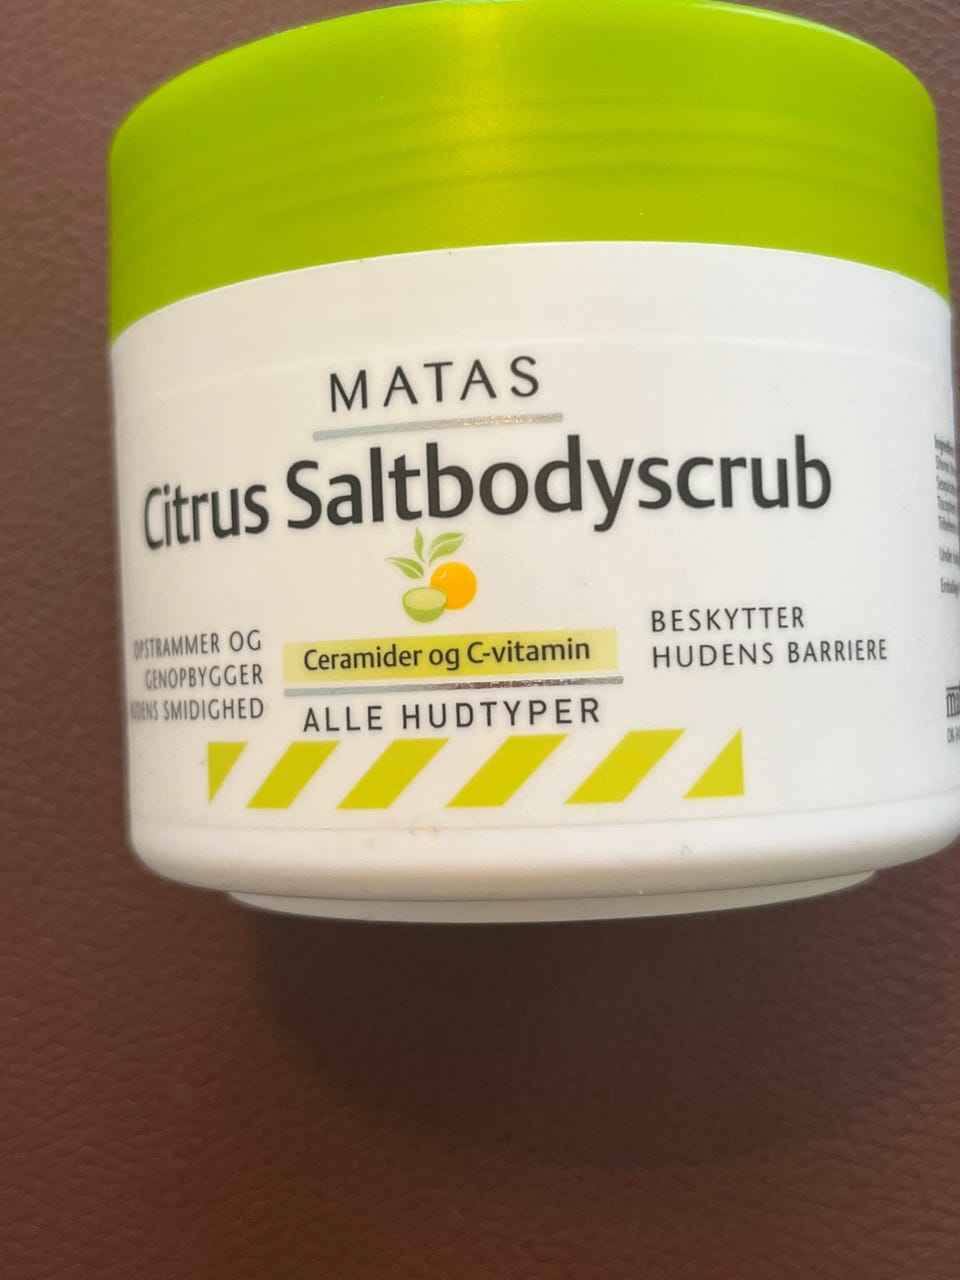 MATAS
Citrus Saltbodyscrub
OPSTRAMMER OG
GENOPBYGGER
HUDENS SMIDIGHED
Ceramider og C-vitamin
ALLE HUDTYPER
BESKYTTER
HUDENS BARRIERE